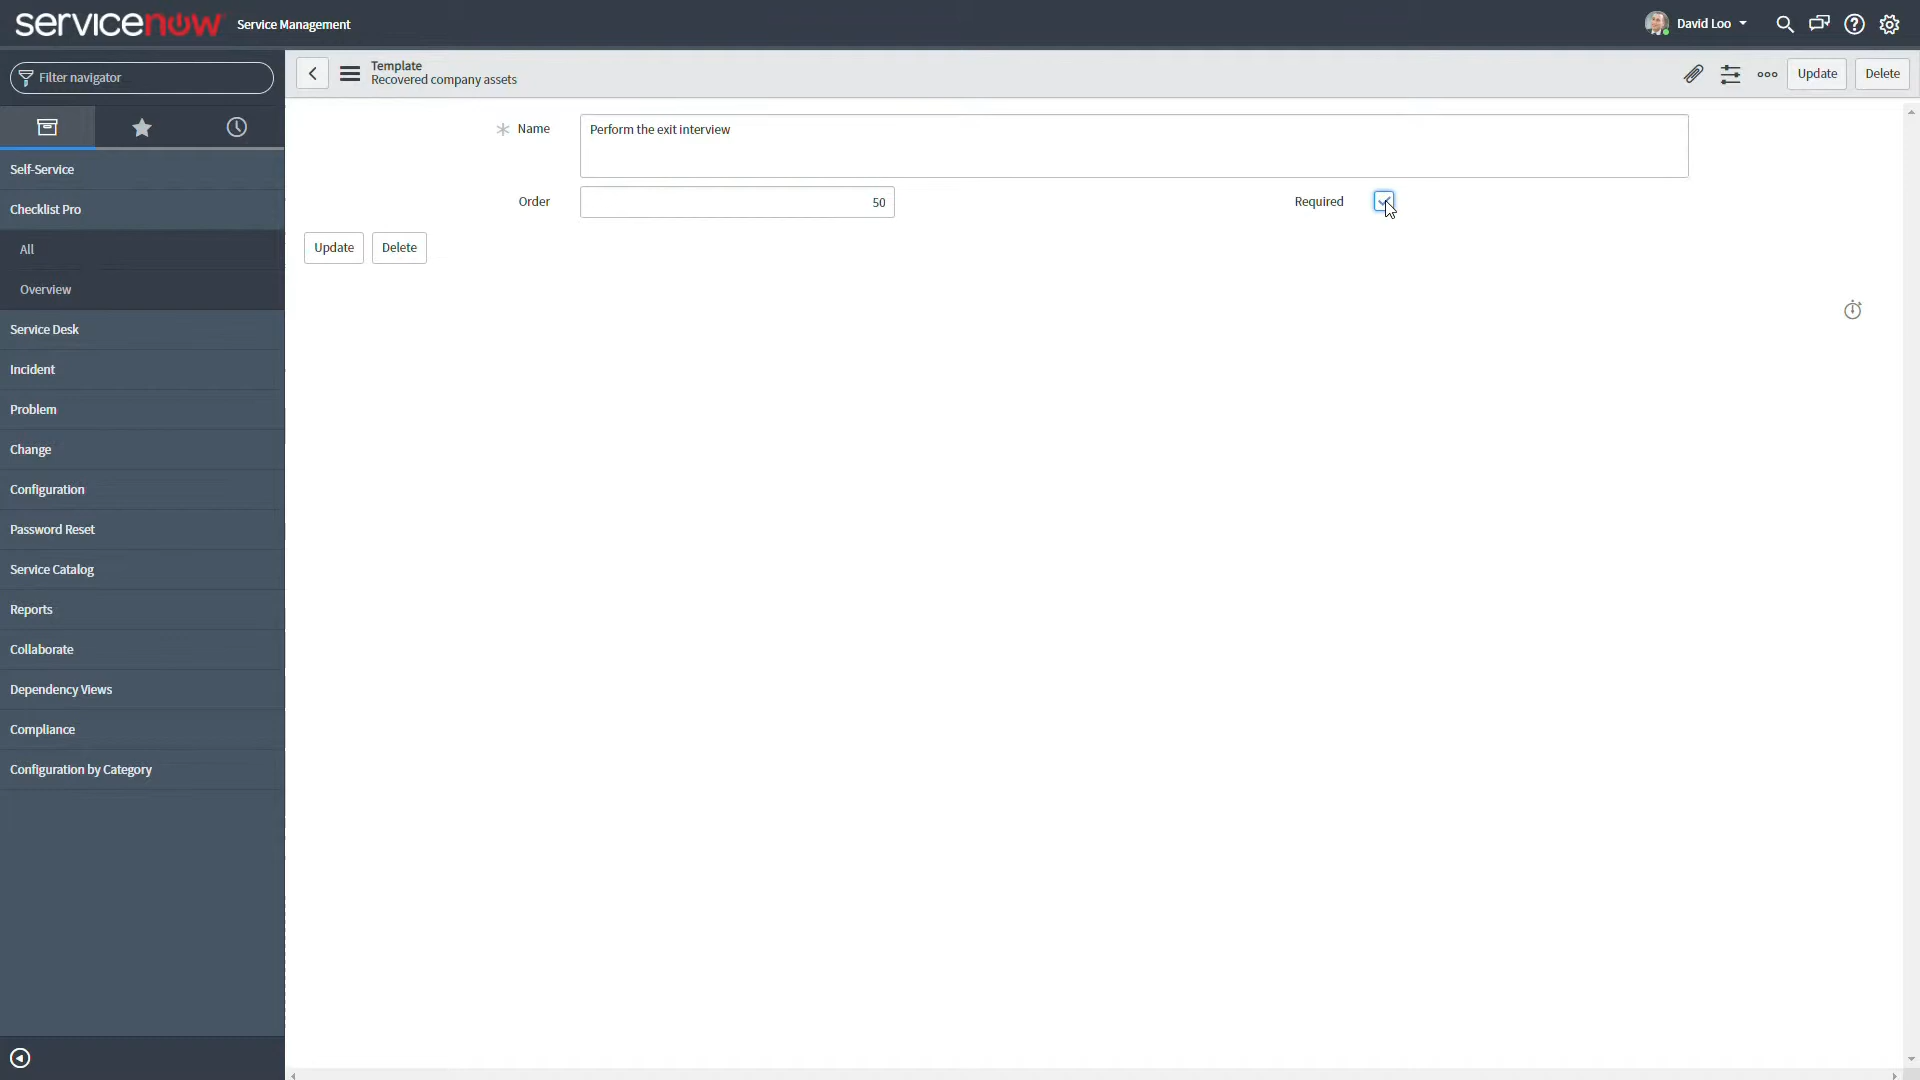 servicenow Service Management
David Loo
Filter navigator
Template
Recovered company assets
Update Delete
Name Perform the exit interview
Order 50 Required
Update Delete
Self-Service
Checklist Pro
All
Overview
Service Desk
Incident
Problem
Change
Configuration
Password Reset
Service Catalog
Reports
Collaborate
Dependency Views
Compliance
Configuration by Category